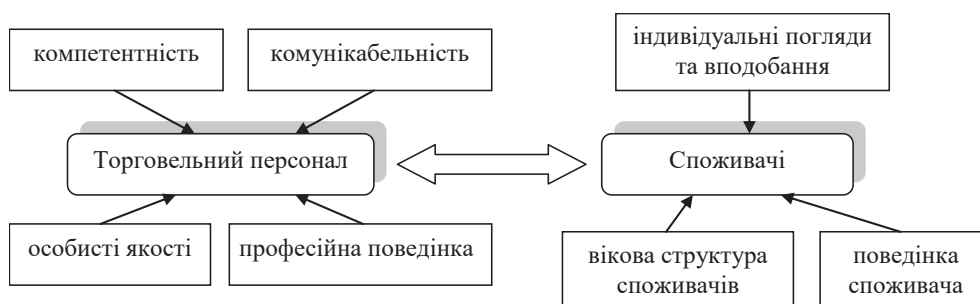 компетентність
комунікабельність
індивідуальні погляди
та вподобання
Торговельний персонал
Споживачі
особисті якості
професійна поведінка
вікова структура
споживачів
поведінка
споживача